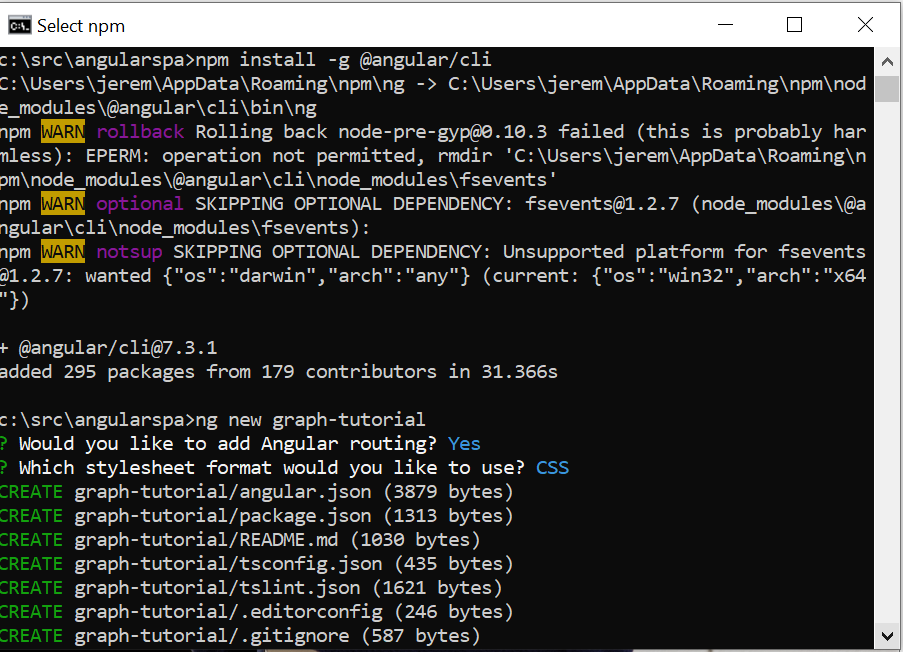 Select npm
c:\src\angularspa>npm install -g @angular/cli
C:\Users\jerem\AppData\Roaming\npm\ng -> C:\Users\jerem\AppData\Roaming\npm\nod
e_modules\@angular\cli\bin\ng
npm WARN rollback Rolling back node-pre-gyp@0.10.3 failed (this is probably har
mless): EPERM: operation not permitted, rmdir 'C:\Users\jerem\AppData\Roaming\n
pm\node_modules\@angular\cli\node_modules\fsevents'
npm WARN optional SKIPPING OPTIONAL DEPENDENCY: fsevents@1.2.7 (node_modules\@a
ngular\cli\node_modules\fsevents):
npm WARN notsup SKIPPING OPTIONAL DEPENDENCY: Unsupported platform for fsevents
@1.2.7: wanted {"os":"darwin","arch":"any"} (current: {"os":"win32","arch":"x64
"})
+ @angular/cli@7.3.1
added 295 packages from 179 contributors in 31.366s
c:\src\angularspa>ng new graph-tutorial
? Would you like to add Angular routing? Yes
? Which stylesheet format would you like to use? CSS
CREATE graph-tutorial/angular.json (3879 bytes)
CREATE graph-tutorial/package.json (1313 bytes)
CREATE graph-tutorial/README.md (1030 bytes)
CREATE graph-tutorial/tsconfig.json (435 bytes)
CREATE graph-tutorial/tslint.json (1621 bytes)
CREATE graph-tutorial/.editorconfig (246 bytes)
CREATE graph-tutorial/.gitignore (587 bytes)